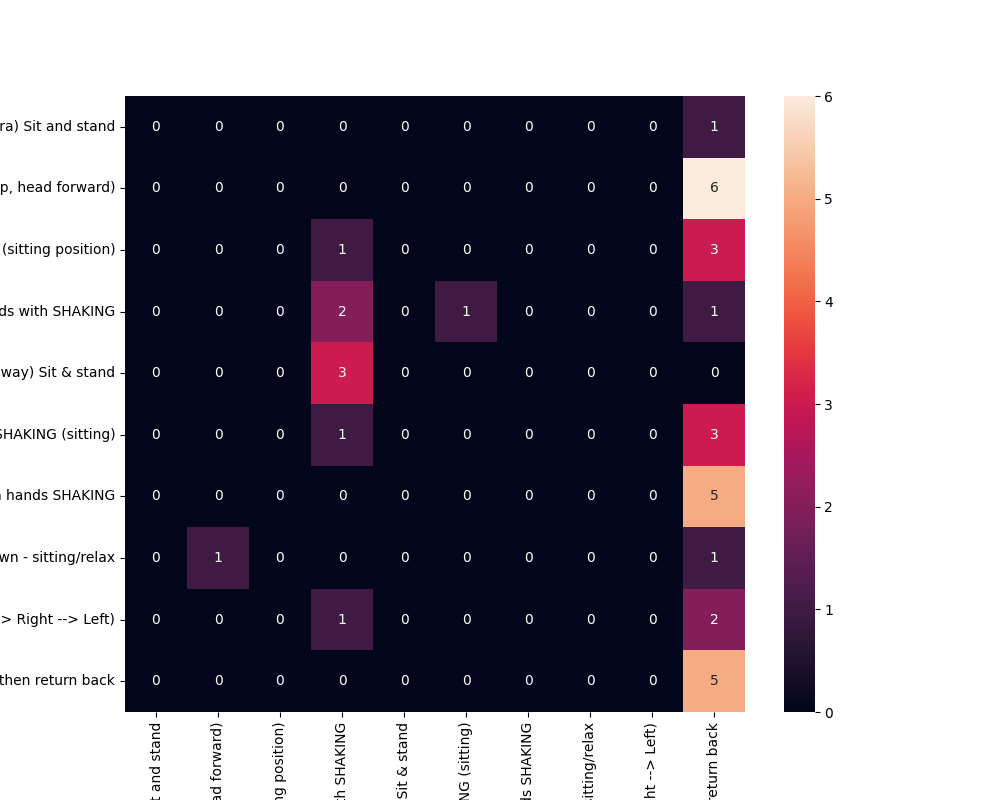 ra) Sit and stand 0 0 0 0 0 0 0 0 0 1
p, head forward) 0 0 0 0 0 0 0 0 0 6
(sitting position) 0 0 0 1 0 0 0 0 0 3
ds with SHAKING 0 0 0 2 0 1 0 0 0 1
way) Sit & stand 0 0 0 3 0 0 0 0 0 0
SHAKING (sitting) 0 0 0 1 0 0 0 0 0 3
hands SHAKING 0 0 0 0 0 0 0 0 0 5
wn - sitting/relax 0 1 0 0 0 0 0 0 0 1
> Right --> Left) 0 0 0 1 0 0 0 0 0 2
then return back 0 0 0 0 0 0 0 0 0 5
t and stand
ad forward)
ng position)
h SHAKING
Sit & stand
NG (sitting)
ds SHAKING
sitting/relax
ht --> Left)
return back
6
5
4
3
2
1
0